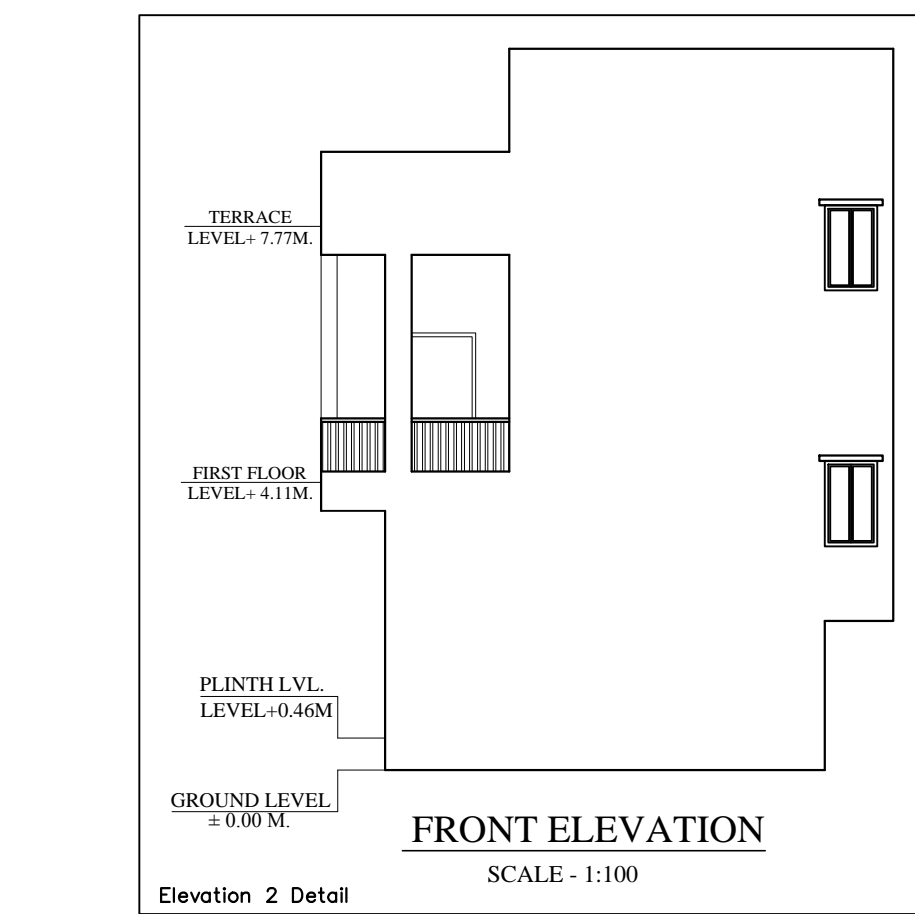 TERRACE
LEVEL+ 7.77M.
FIRST FLOOR
LEVEL+ 4.11M.
PLINTH LVL.
LEVEL+0.46M
GROUND LEVEL
± 0.00 M.
FRONT ELEVATION
SCALE - 1:100
Elevation 2 Detail